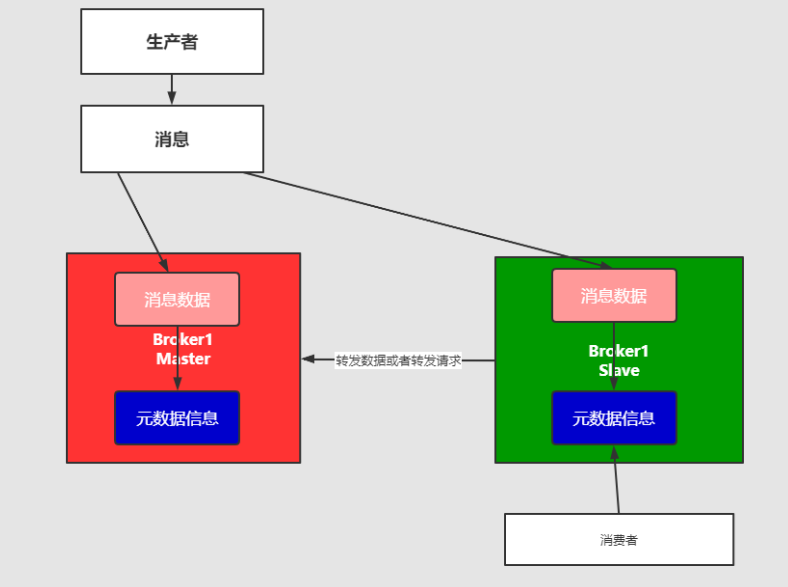 生产者
消息
消息数据
消息数据
Broker1
Master
转发数据或者转发请求
Broker1
Slave
元数据信息
元数据信息
消费者